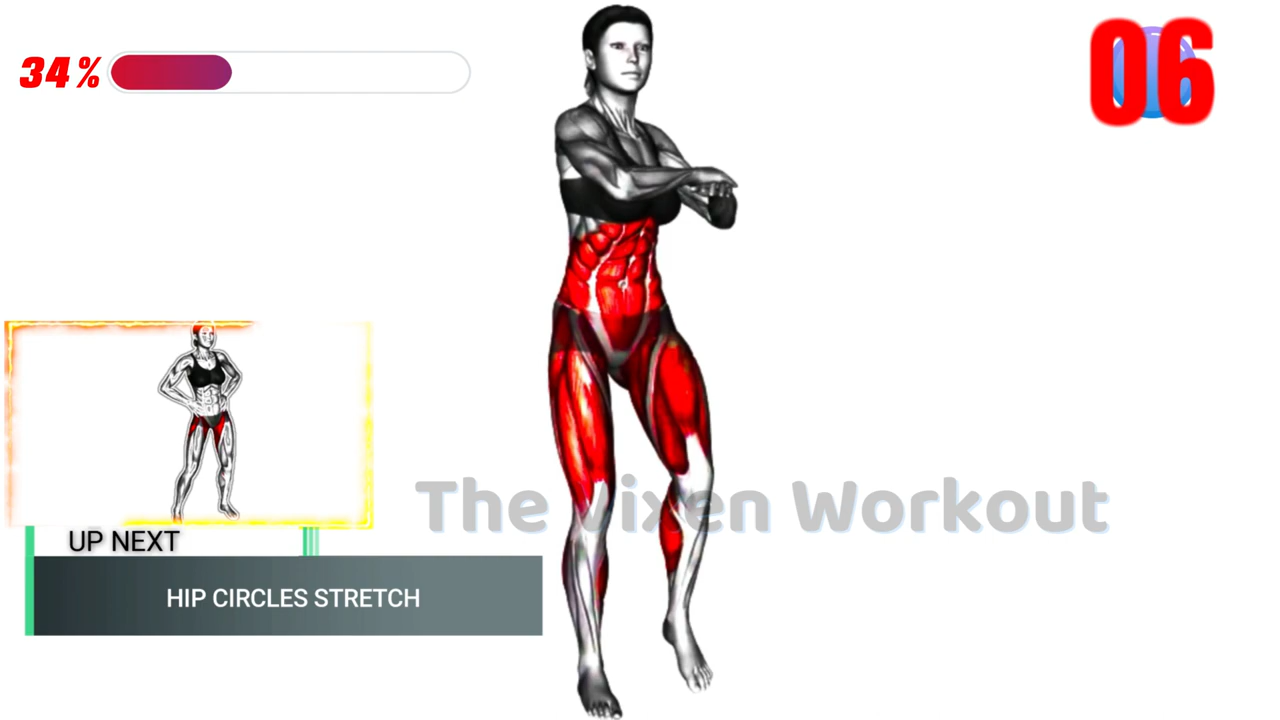 34%
06
The Vixen Workout
UP NEXT
HIP CIRCLES STRETCH